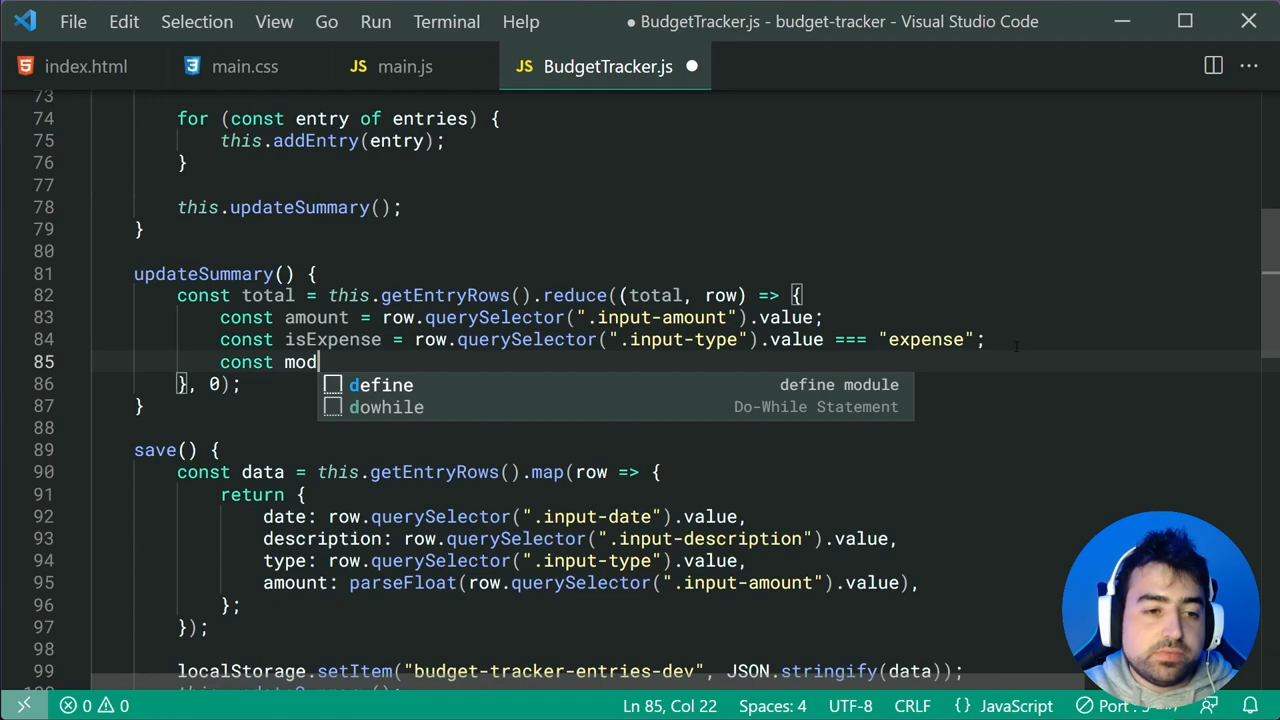 File Edit Selection View Go Run Terminal Help ● BudgetTracker.js - budget-tracker - Visual Studio Code
index.html main.css JS main.js JS BudgetTracker.js
73
74 for (const entry of entries) {
75 this.addEntry(entry);
76 }
77
78 this.updateSummary();
79 }
80
81 updateSummary() {
82 const total = this.getEntryRows().reduce((total, row) => {
83 const amount = row.querySelector(".input-amount").value;
84 const isExpense = row.querySelector(".input-type").value === "expense";
85 const mod
86 }, 0);
define define module
87 }
dowhile Do-While Statement
88
89 save() {
90 const data = this.getEntryRows().map(row => {
91 return {
92 date: row.querySelector(".input-date").value,
93 description: row.querySelector(".input-description").value,
94 type: row.querySelector(".input-type").value,
95 amount: parseFloat(row.querySelector(".input-amount").value),
96 };
97 });
98
99 localStorage.setItem("budget-tracker-entries-dev", JSON.stringify(data));
this.updateSummary();
0 0 Ln 85, Col 22 Spaces: 4 UTF-8 CRLF {} JavaScript Port :